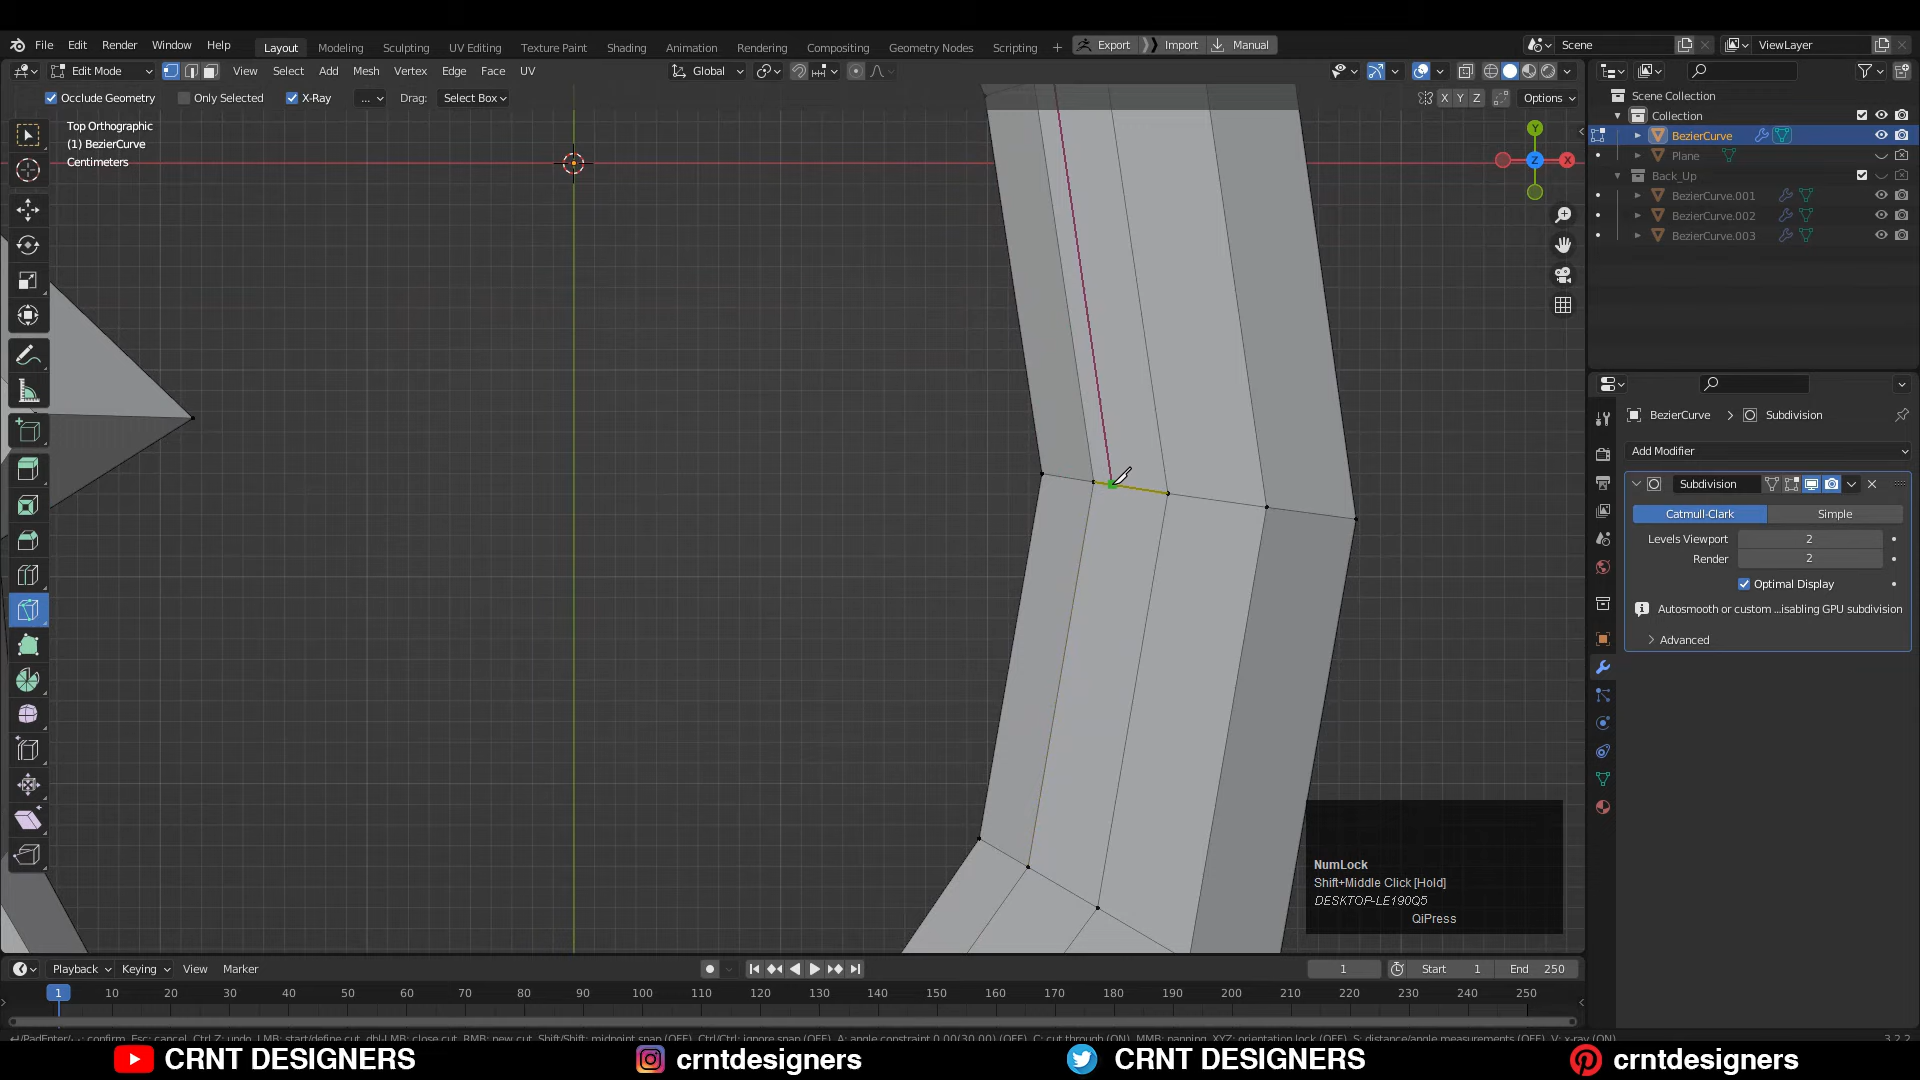 File Edit Render Window Help Layout Modeling Sculpting UV Editing Texture Paint Shading Animation Rendering Compositing Geometry Nodes Scripting + Export Import Manual Scene ViewLayer
Edit Mode View Select Add Mesh Vertex Edge Face UV Global
Occlude Geometry Only Selected X-Ray ... Drag: Select Box X Y Z Options
Top Orthographic
(1) BezierCurve
Centimeters
Y
Z
X
Scene Collection
Collection
BezierCurve
Plane
Back_Up
BezierCurve.001
BezierCurve.002
BezierCurve.003
BezierCurve > Subdivision
Add Modifier
Subdivision
Catmull-Clark Simple
Levels Viewport 2
Render 2
Optimal Display
Autosmooth or custom ...isabling GPU subdivision
Advanced
NumLock
Shift+Middle Click [Hold]
DESKTOP-LE190Q5
QiPress
Playback Keying View Marker 1 Start 1 End 250
1 10 20 30 40 50 60 70 80 90 100 110 120 130 140 150 160 170 180 190 200 210 220 230 240 250
CRNT DESIGNERS crntdesigners CRNT DESIGNERS crntdesigners